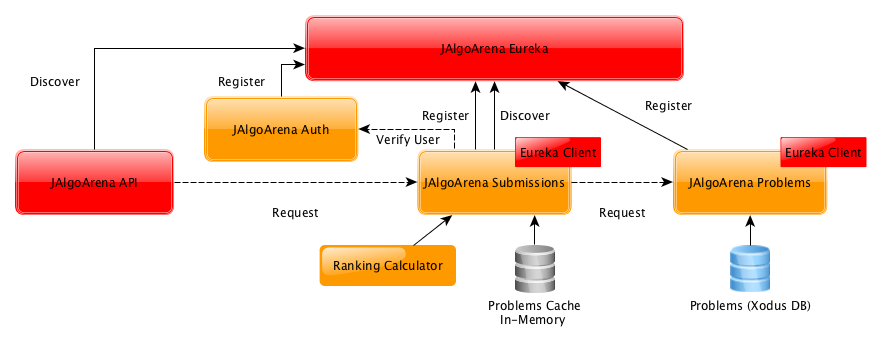 JAlgoArena Eureka
Discover
Register
Register
Discover
Register
JAlgoArena Auth
Verify User
Eureka Client
Eureka Client
JAlgoArena API
JAlgoArena Submissions
JAlgoArena Problems
Request
Request
Ranking Calculator
Problems Cache
In-Memory
Problems (Xodus DB)